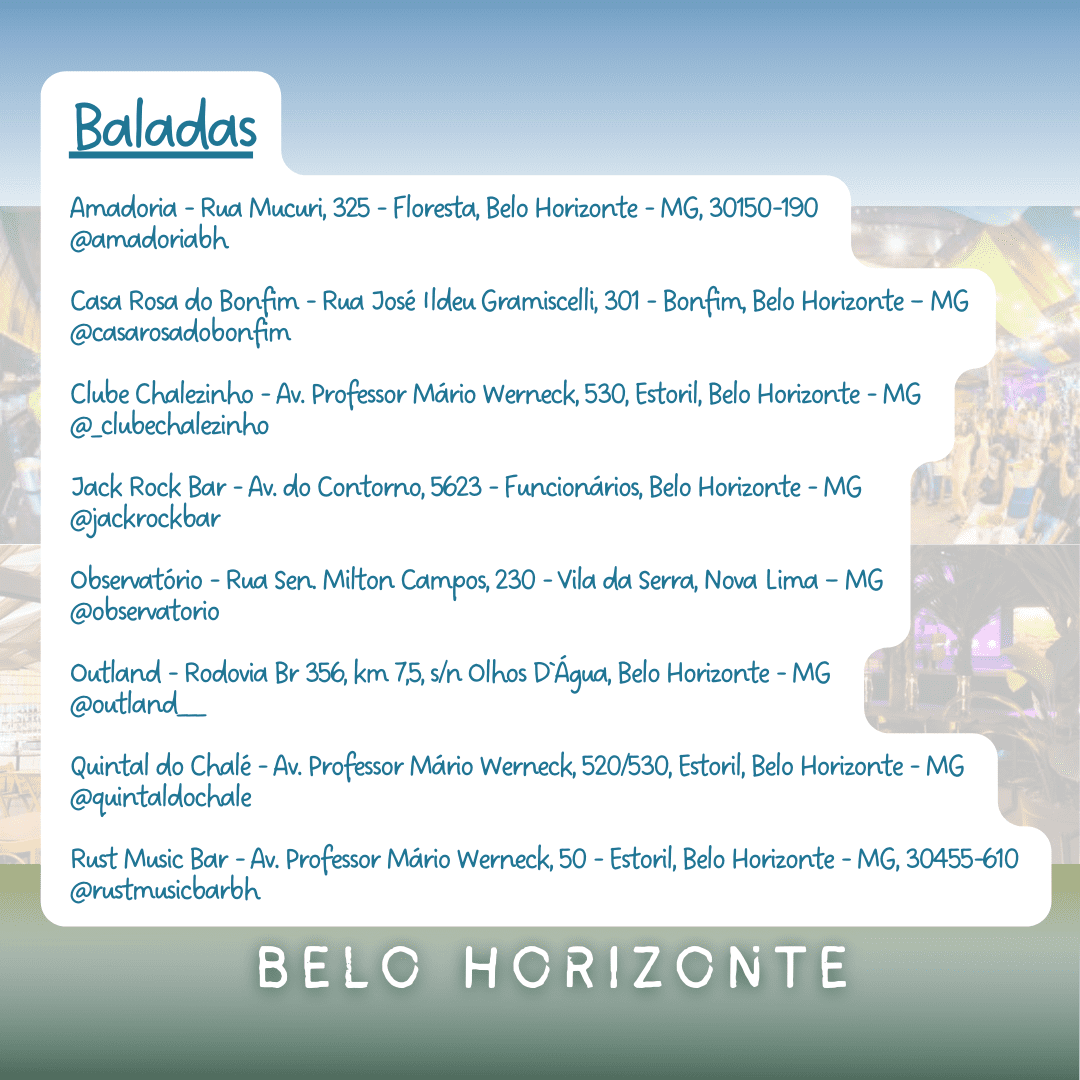 Baladas
Amadoria - Rua Mucuri, 325 - Floresta, Belo Horizonte - MG, 30150-190
@amadoriabh
Casa Rosa do Bonfim - Rua José Ildeu Gramiscelli, 301 - Bonfim, Belo Horizonte – MG
@casarosadobonfim
Clube Chalezinho - Av. Professor Mário Werneck, 530, Estoril, Belo Horizonte - MG
@_clubechalezinho
Jack Rock Bar - Av. do Contorno, 5623 - Funcionários, Belo Horizonte - MG
@jackrockbar
Observatório - Rua Sen. Milton Campos, 230 - Vila da Serra, Nova Lima – MG
@observatorio
Outland - Rodovia Br 356, km 7,5, s/n Olhos D`Água, Belo Horizonte - MG
@outland__
Quintal do Chalé - Av. Professor Mário Werneck, 520/530, Estoril, Belo Horizonte - MG
@quintaldochale
Rust Music Bar - Av. Professor Mário Werneck, 50 - Estoril, Belo Horizonte - MG, 30455-610
@rustmusicbarbh
BELO HORIZONTE